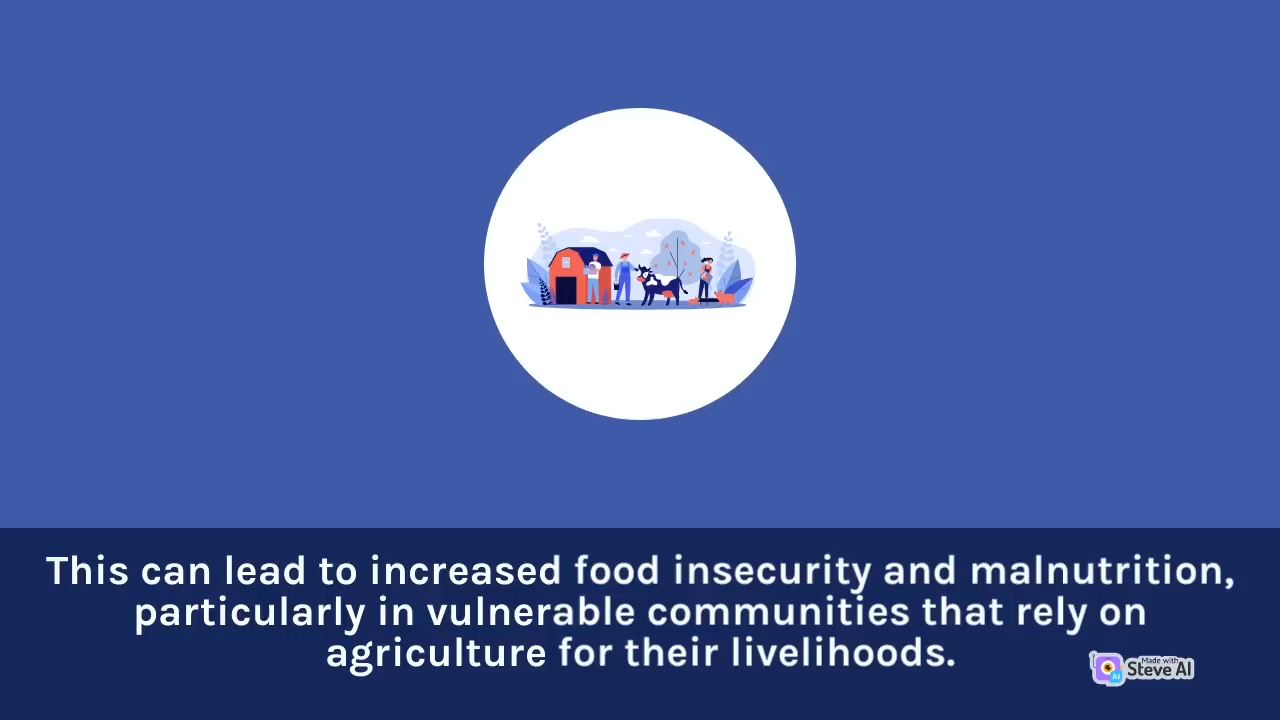 This can lead to increased food insecurity and malnutrition,
particularly in vulnerable communities that rely on
agriculture for their livelihoods.
Made with
Steve AI
AI